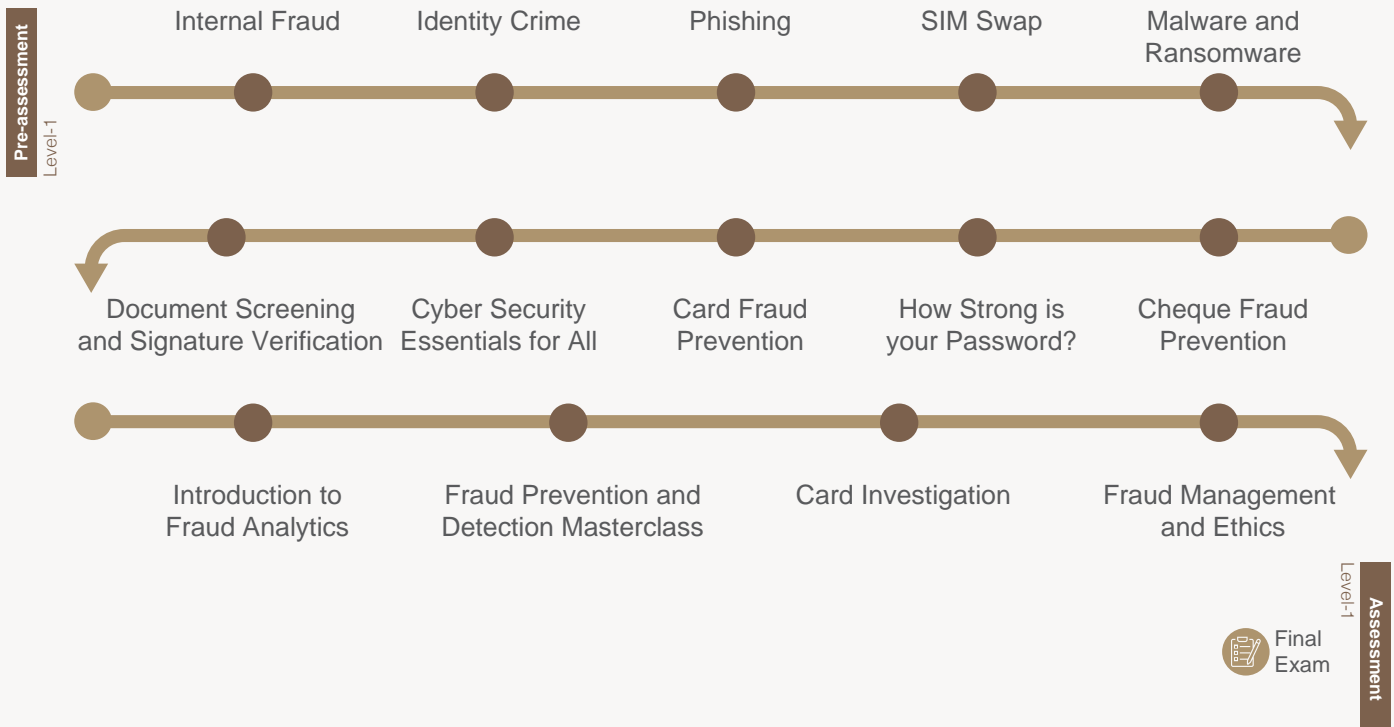 Pre-assessment
Level-1
Internal Fraud
Identity Crime
Phishing
SIM Swap
Malware and
Ransomware
Document Screening
and Signature Verification
Cyber Security
Essentials for All
Card Fraud
Prevention
How Strong is
your Password?
Cheque Fraud
Prevention
Introduction to
Fraud Analytics
Fraud Prevention and
Detection Masterclass
Card Investigation
Fraud Management
and Ethics
Level-1
Assessment
Final
Exam